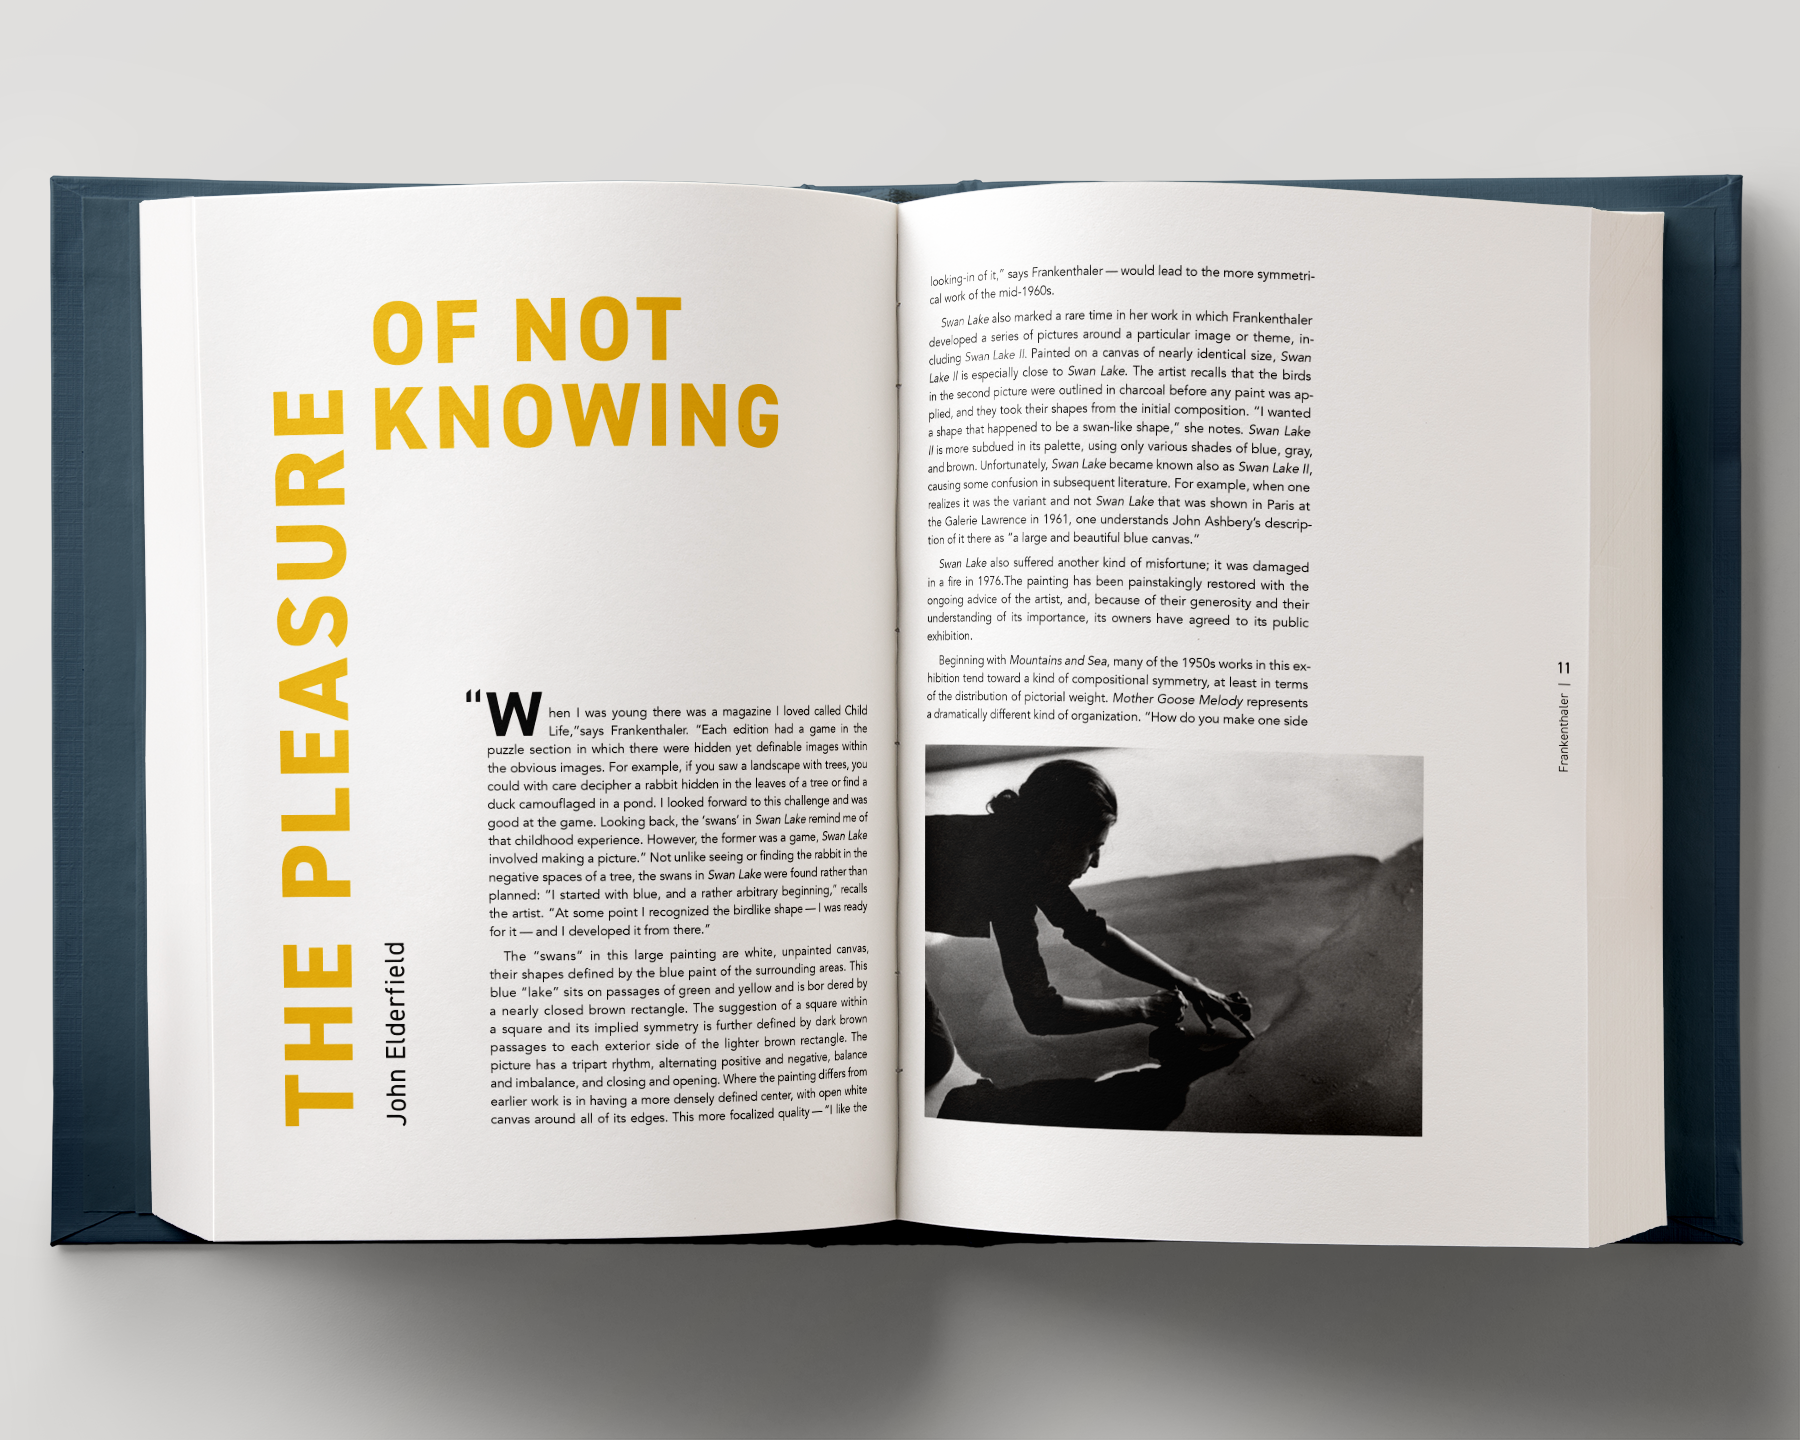 THE PLEASURE
OF NOT
KNOWING
John Elderfield
“When I was young there was a magazine I loved called Child
Life,”says Frankenthaler. “Each edition had a game in the
puzzle section in which there were hidden yet definable images within
the obvious images. For example, if you saw a landscape with trees, you
could with care decipher a rabbit hidden in the leaves of a tree or find a
duck camouflaged in a pond. I looked forward to this challenge and was
good at the game. Looking back, the ‘swans’ in Swan Lake remind me of
that childhood experience. However, the former was a game, Swan Lake
involved making a picture.” Not unlike seeing or finding the rabbit in the
negative spaces of a tree, the swans in Swan Lake were found rather than
planned: “I started with blue, and a rather arbitrary beginning,” recalls
the artist. “At some point I recognized the birdlike shape — I was ready
for it — and I developed it from there.”
The “swans” in this large painting are white, unpainted canvas,
their shapes defined by the blue paint of the surrounding areas. This
blue “lake” sits on passages of green and yellow and is bor dered by
a nearly closed brown rectangle. The suggestion of a square within
a square and its implied symmetry is further defined by dark brown
passages to each exterior side of the lighter brown rectangle. The
picture has a tripart rhythm, alternating positive and negative, balance
and imbalance, and closing and opening. Where the painting differs from
earlier work is in having a more densely defined center, with open white
canvas around all of its edges. This more focalized quality — “I like the
looking-in of it,” says Frankenthaler — would lead to the more symmetri-
cal work of the mid-1960s.
Swan Lake also marked a rare time in her work in which Frankenthaler
developed a series of pictures around a particular image or theme, in-
cluding Swan Lake II. Painted on a canvas of nearly identical size, Swan
Lake II is especially close to Swan Lake. The artist recalls that the birds
in the second picture were outlined in charcoal before any paint was ap-
plied, and they took their shapes from the initial composition. “I wanted
a shape that happened to be a swan-like shape,” she notes. Swan Lake
II is more subdued in its palette, using only various shades of blue, gray,
and brown. Unfortunately, Swan Lake became known also as Swan Lake II,
causing some confusion in subsequent literature. For example, when one
realizes it was the variant and not Swan Lake that was shown in Paris at
the Galerie Lawrence in 1961, one understands John Ashbery’s descrip-
tion of it there as “a large and beautiful blue canvas.”
Swan Lake also suffered another kind of misfortune; it was damaged
in a fire in 1976.The painting has been painstakingly restored with the
ongoing advice of the artist, and, because of their generosity and their
understanding of its importance, its owners have agreed to its public
exhibition.
Beginning with Mountains and Sea, many of the 1950s works in this ex-
hibition tend toward a kind of compositional symmetry, at least in terms
of the distribution of pictorial weight. Mother Goose Melody represents
a dramatically different kind of organization. “How do you make one side
Frankenthaler | 11